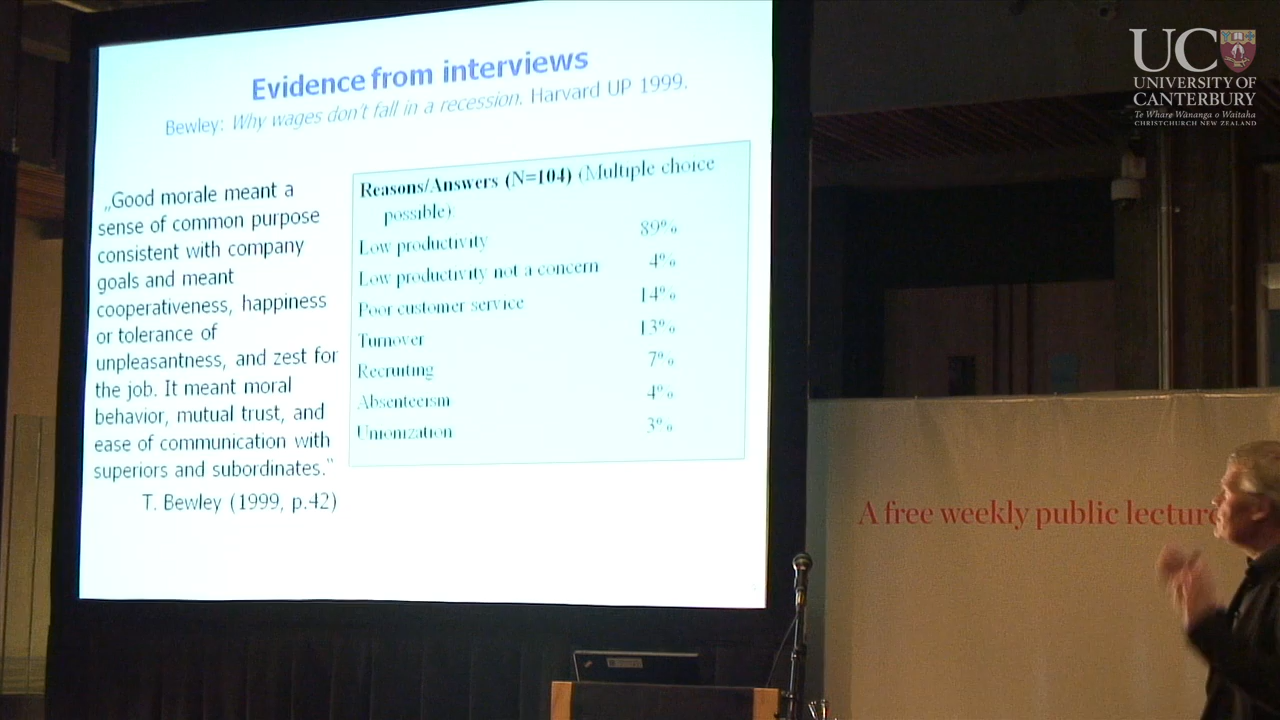 Evidence from interviews
Bewley: Why wages don't fall in a recession. Harvard UP 1999.
„Good morale meant a
sense of common purpose
consistent with company
goals and meant
cooperativeness, happiness
or tolerance of
unpleasantness, and zest for
the job. It meant moral
behavior, mutual trust, and
ease of communication with
superiors and subordinates.“
T. Bewley (1999, p.42)
Reasons/Answers (N=104) (Multiple choice
possible)
Low productivity 89%
Low productivity not a concern 4%
Poor customer service 14%
Turnover 13%
Recruiting 7%
Absenteeism 4%
Unionization 3%
UC
UNIVERSITY OF
CANTERBURY
Te Whare Wānanga o Waitaha
CHRISTCHURCH NEW ZEALAND
A free weekly public lecture